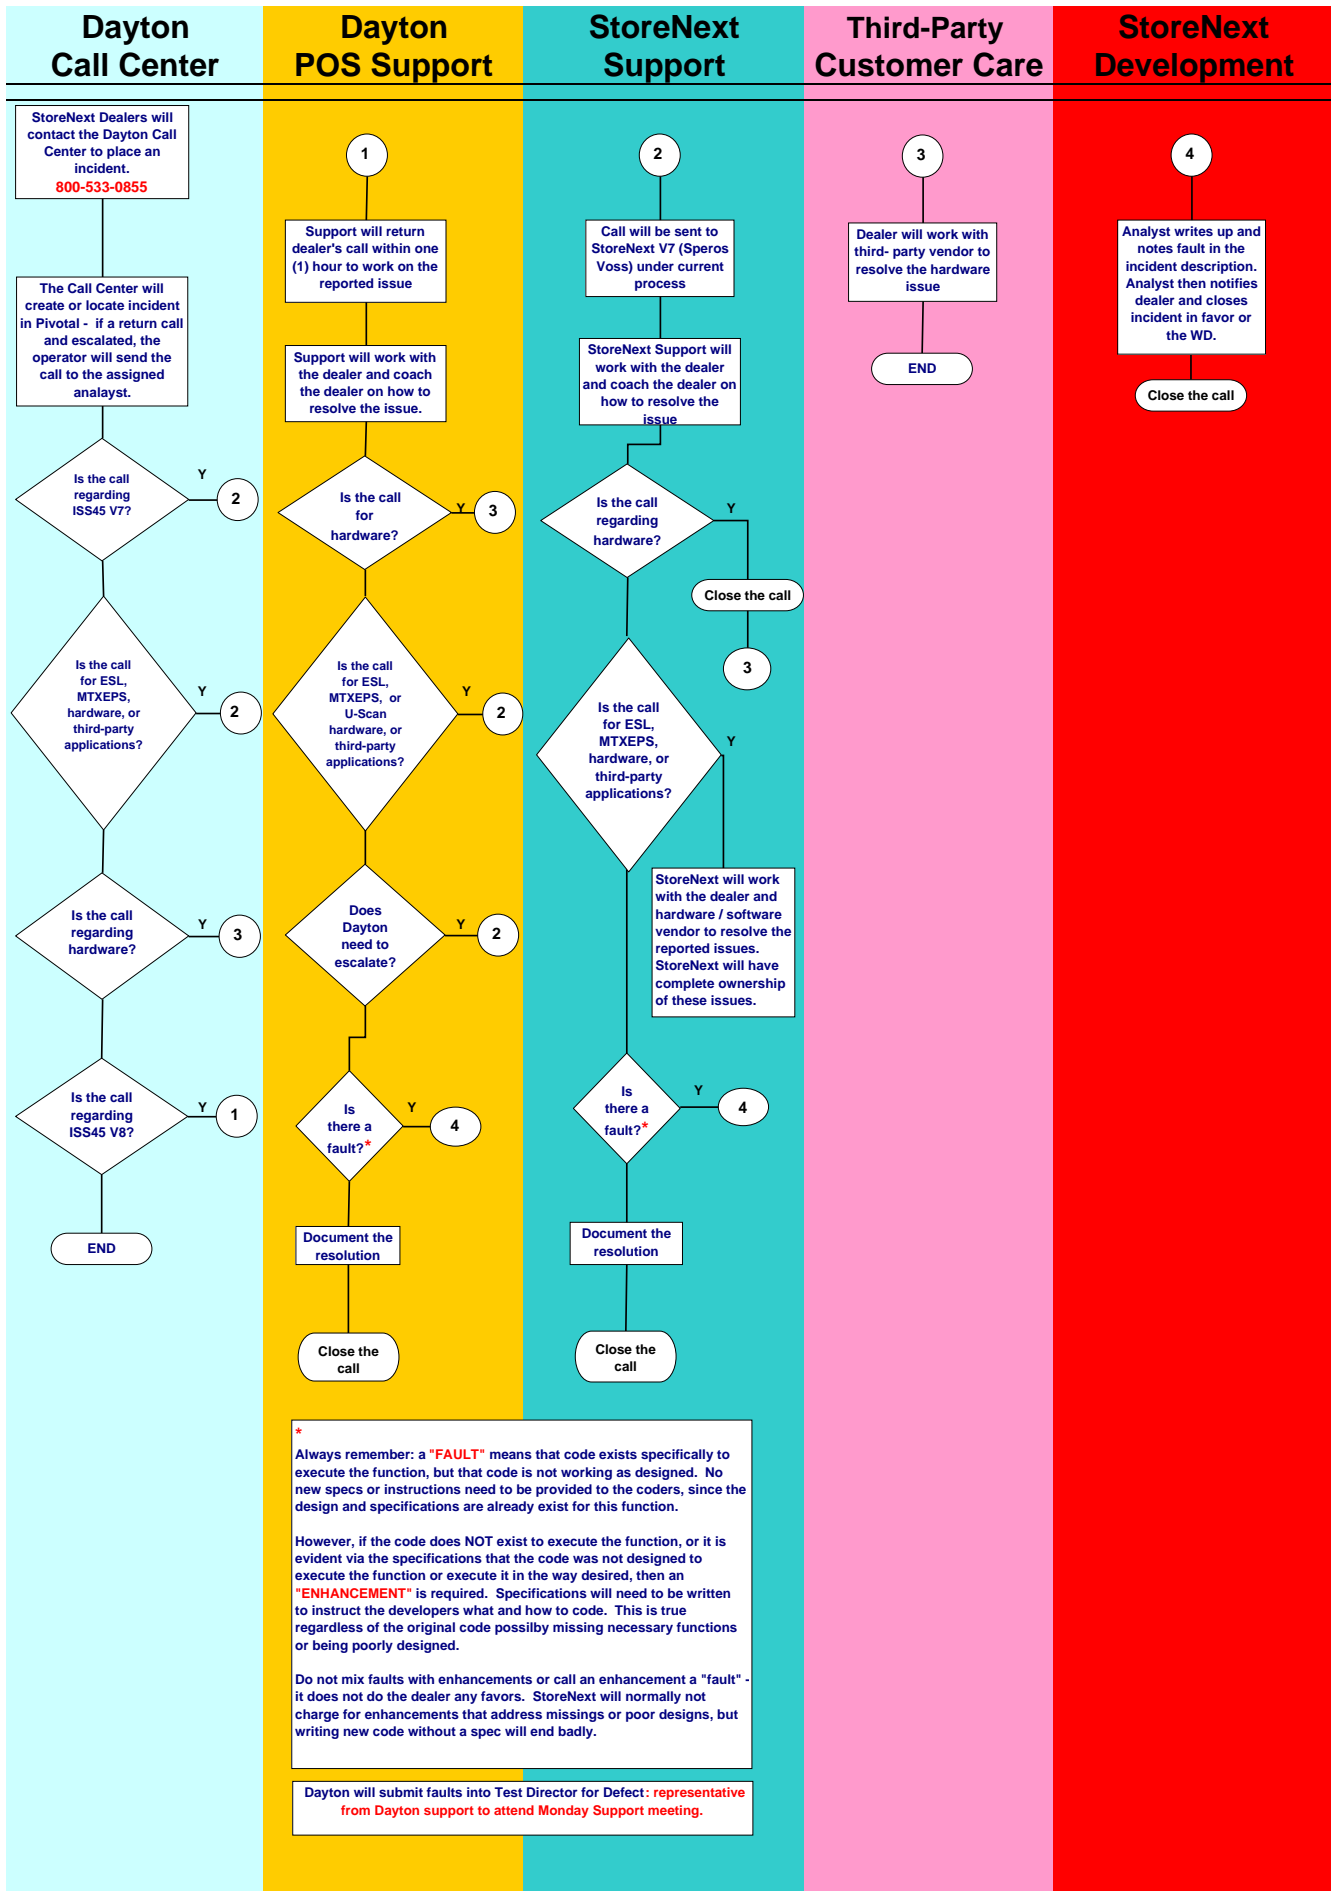 Dayton
Call Center
Dayton
POS Support
StoreNext
Support
Third-Party
Customer Care
StoreNext
Development
StoreNext Dealers will
contact the Dayton Call
Center to place an
incident.
800-533-0855
The Call Center will
create or locate incident
in Pivotal -  if a return call
and escalated, the
operator will send the
call to the assigned
analayst.
Is the call
regarding
ISS45 V7?
Y
2
Is the call
for ESL,
MTXEPS,
hardware, or
third-party
applications?
Y
2
Is the call
regarding
hardware?
Y
3
Is the call
regarding
ISS45 V8?
Y
1
END
1
Support will return
dealer's call within one
(1) hour to work on the
reported issue
Support will work with
the dealer and coach
the dealer on how to
resolve the issue.
Is the call
for
hardware?
Y
3
Is the call
for ESL,
MTXEPS,  or
U-Scan
hardware, or
third-party
applications?
Y
2
Does
Dayton
need to
escalate?
Y
2
Is
there a
fault?*
Y
4
Document the
resolution
Close the
call
2
Call will be sent to
StoreNext V7 (Speros
Voss) under current
process
StoreNext Support will
work with the dealer
and coach the dealer on
how to resolve the
issue
Is the call
regarding
hardware?
Y
Close the call
3
Is the call
for ESL,
MTXEPS,
hardware, or
third-party
applications?
Y
StoreNext will work
with the dealer and
hardware / software
vendor to resolve the
reported issues.
StoreNext will have
complete ownership
of these issues.
Is
there a
fault?*
Y
4
Document the
resolution
Close the
call
3
Dealer will work with
third- party vendor to
resolve the hardware
issue
END
4
Analyst writes up and
notes fault in the
incident description.
Analyst then notifies
dealer and closes
incident in favor or
the WD.
Close the call
*
Always remember: a "FAULT" means that code exists specifically to
execute the function, but that code is not working as designed.  No
new specs or instructions need to be provided to the coders, since the
design and specifications are already exist for this function.
However, if the code does NOT exist to execute the function, or it is
evident via the specifications that the code was not designed to
execute the function or execute it in the way desired, then an
"ENHANCEMENT" is required.  Specifications will need to be written
to instruct the developers what and how to code.  This is true
regardless of the original code possilby missing necessary functions
or being poorly designed.
Do not mix faults with enhancements or call an enhancement a "fault" -
it does not do the dealer any favors.  StoreNext will normally not
charge for enhancements that address missings or poor designs, but
writing new code without a spec will end badly.
Dayton will submit faults into Test Director for Defect: representative
from Dayton support to attend Monday Support meeting.